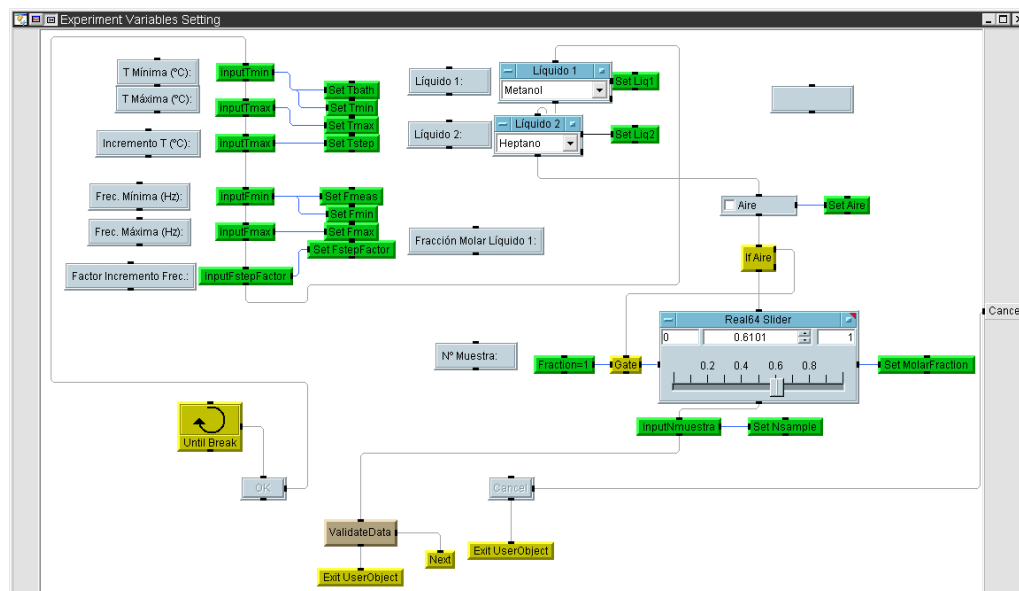 Experiment Variables Setting
T Mínima (ºC):
InputTmin
Set Tbath
T Máxima (ºC):
Set Tmin
InputTmax
Set Tmax
Incremento T (ºC):
InputTmax
Set Tstep
Frec. Mínima (Hz):
InputFmin
Set Fmeas
Set Fmin
Frec. Máxima (Hz):
InputFmax
Set Fmax
Set FstepFactor
Factor Incremento Frec.:
InputFstepFactor
Líquido 1:
Líquido 1
Metanol
Set Liq1
Líquido 2:
Líquido 2
Heptano
Set Liq2
Aire
Set Aire
Fracción Molar Líquido 1:
If Aire
Real64 Slider
0
0.6101
1
0.2 0.4 0.6 0.8
Nº Muestra:
Fraction=1
Gate
Set MolarFraction
InputNmuestra
Set Nsample
Until Break
OK
Cancel
Cance
ValidateData
Next
Exit UserObject
Exit UserObject